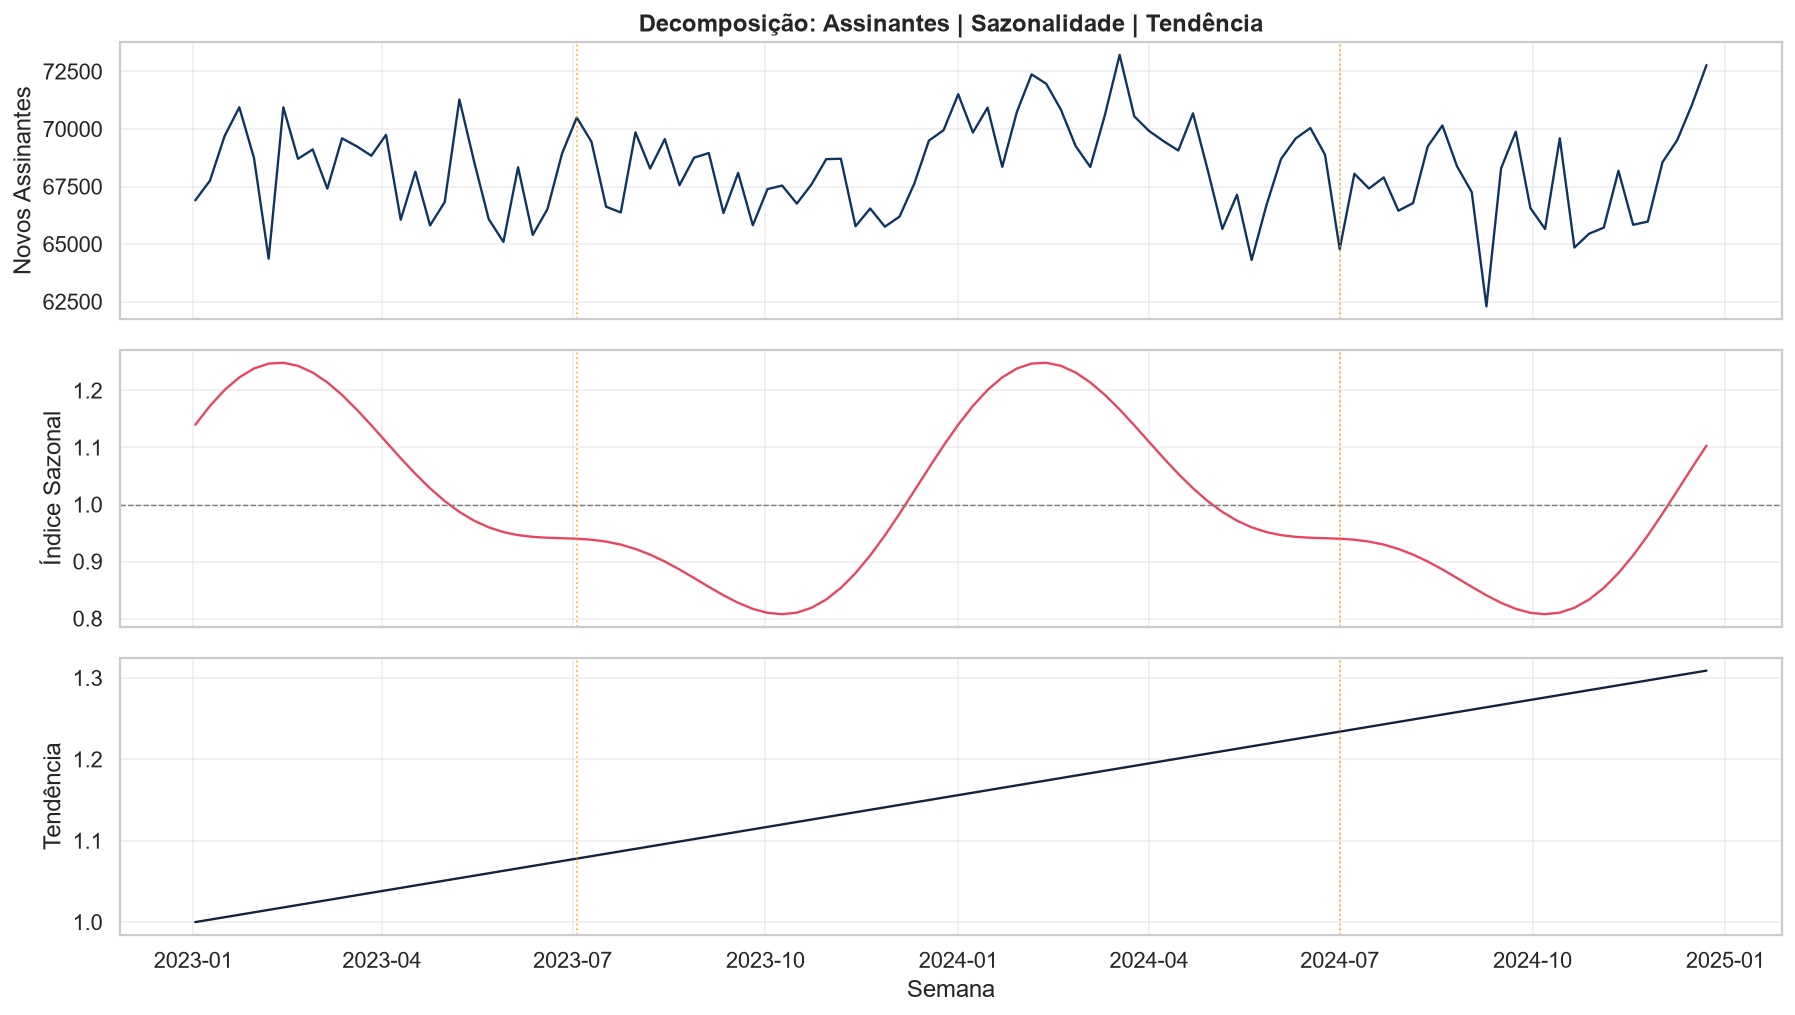 Decomposição: Assinantes | Sazonalidade | Tendência
Novos Assinantes
72500
70000
67500
65000
62500
Índice Sazonal
1.2
1.1
1.0
0.9
0.8
Tendência
1.3
1.2
1.1
1.0
2023-01 2023-04 2023-07 2023-10 2024-01 2024-04 2024-07 2024-10 2025-01
Semana